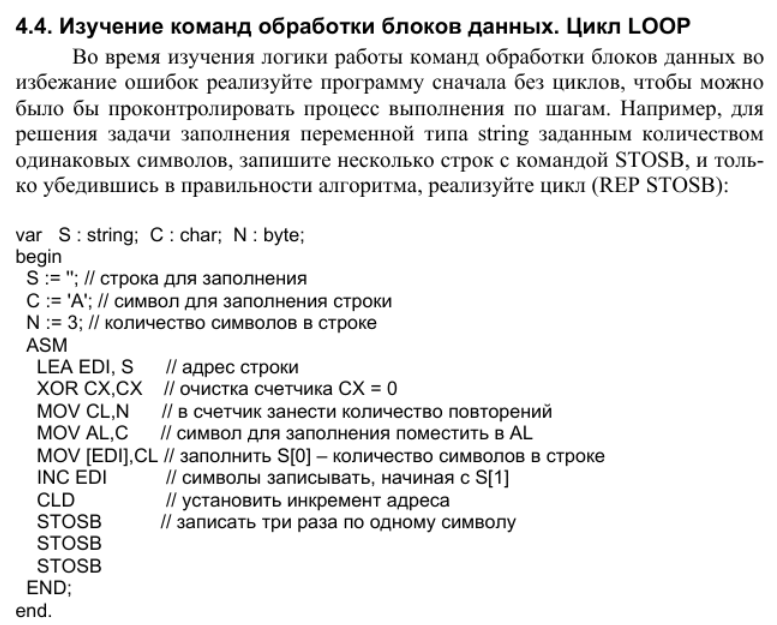 4.4. Изучение команд обработки блоков данных. Цикл LOOP
Во время изучения логики работы команд обработки блоков данных во
избежание ошибок реализуйте программу сначала без циклов, чтобы можно
было бы проконтролировать процесс выполнения по шагам. Например, для
решения задачи заполнения переменной типа string заданным количеством
одинаковых символов, запишите несколько строк с командой STOSB, и толь-
ко убедившись в правильности алгоритма, реализуйте цикл (REP STOSB):
var S : string; C : char; N : byte;
begin
S := ''; // строка для заполнения
C := 'A'; // символ для заполнения строки
N := 3; // количество символов в строке
ASM
LEA EDI, S // адрес строки
XOR CX,CX // очистка счетчика CX = 0
MOV CL,N // в счетчик занести количество повторений
MOV AL,C // символ для заполнения поместить в AL
MOV [EDI],CL // заполнить S[0] – количество символов в строке
INC EDI // символы записывать, начиная с S[1]
CLD // установить инкремент адреса
STOSB // записать три раза по одному символу
STOSB
STOSB
END;
end.